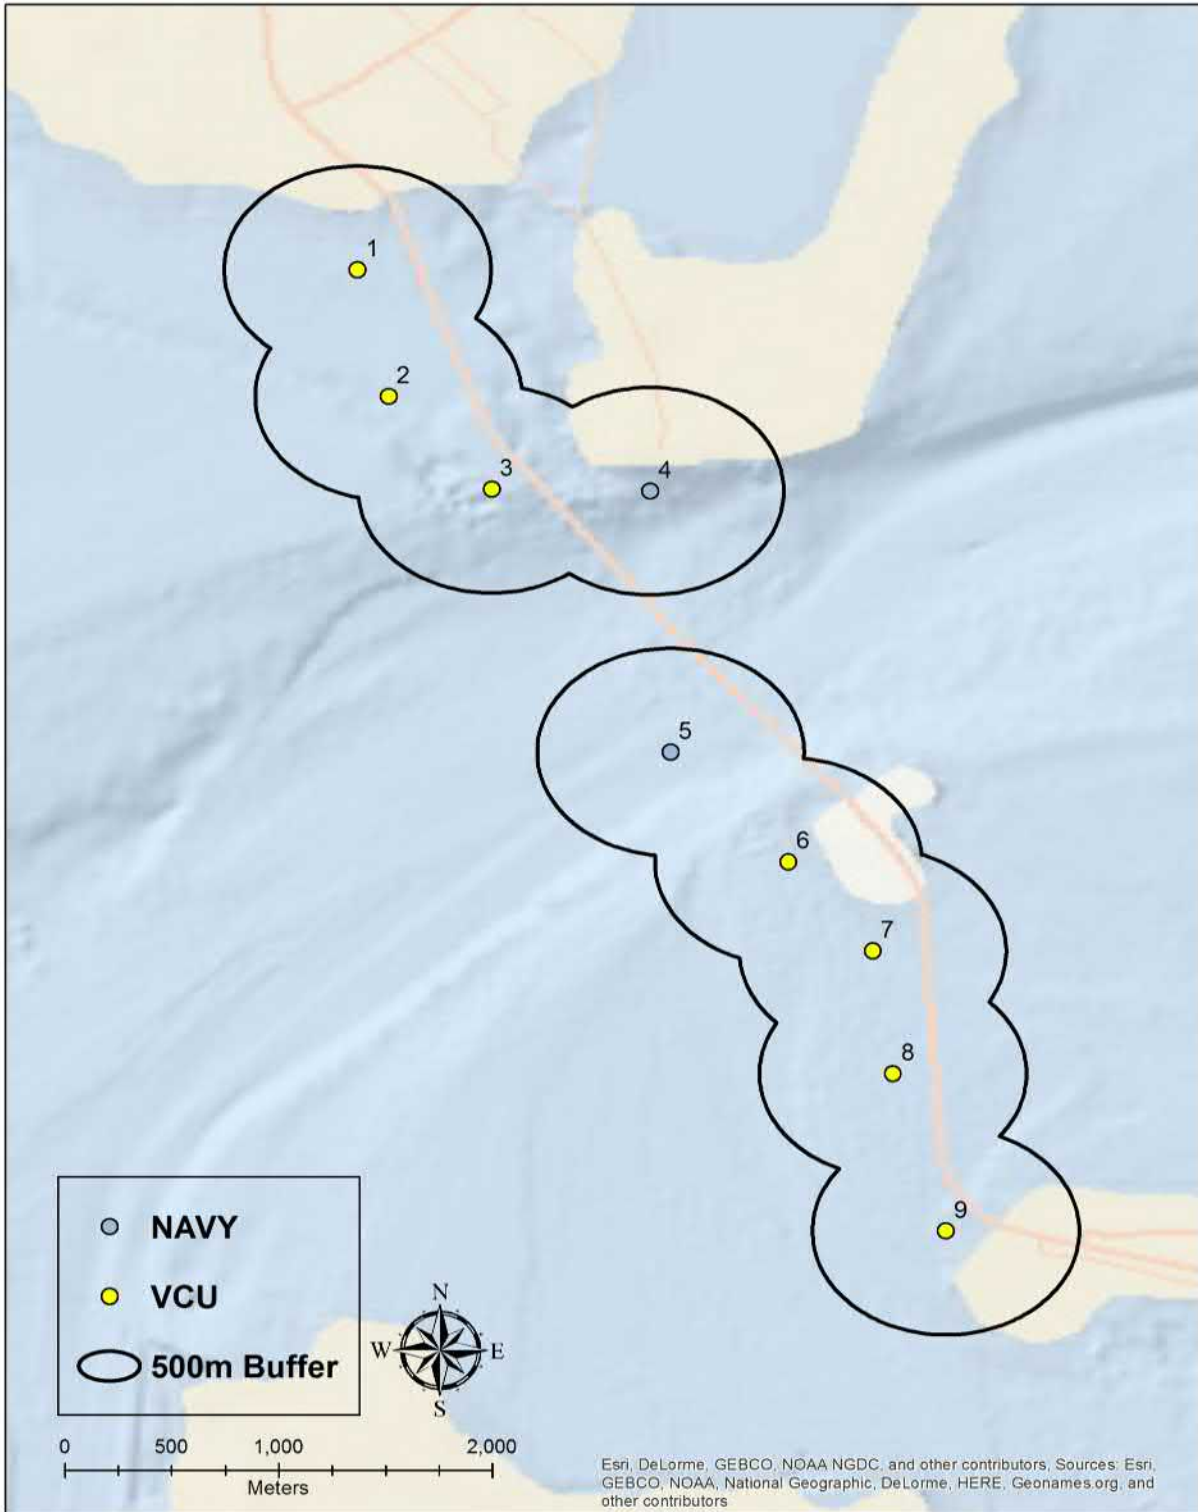 1
2
3
4
5
6
7
8
9
NAVY
VCU
500m Buffer
N
W E
S
0 500 1,000 2,000
Meters
Esri, DeLorme, GEBCO, NOAA NGDC, and other contributors, Sources: Esri,
GEBCO, NOAA, National Geographic, DeLorme, HERE, Geonames.org, and
other contributors